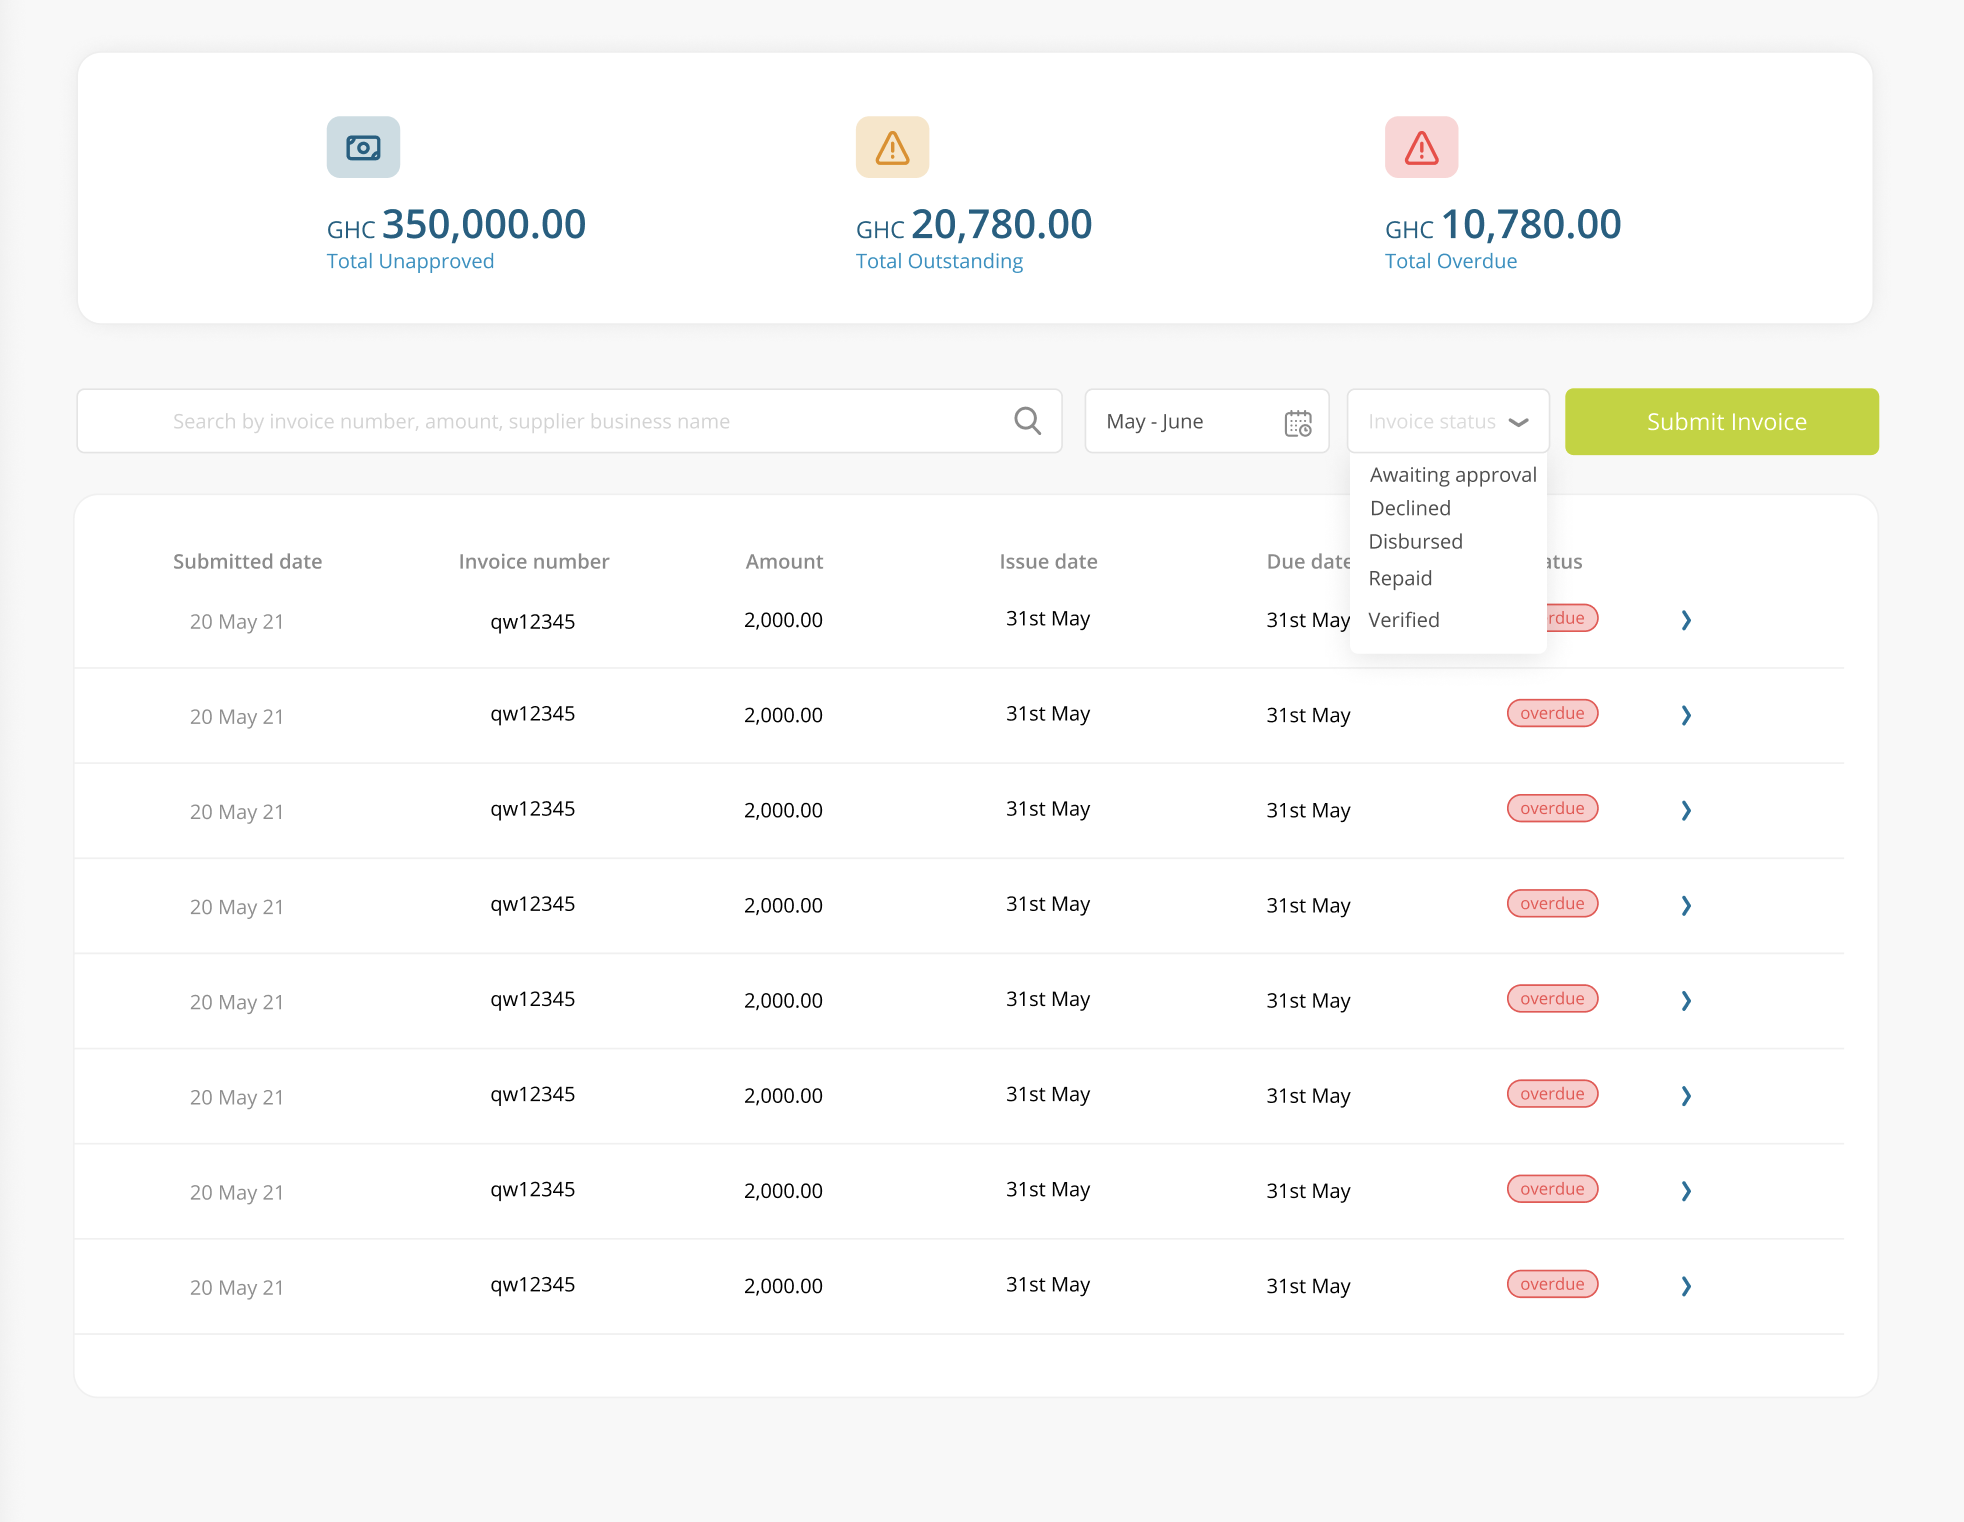 GHC 350,000.00
Total Unapproved
GHC 20,780.00
Total Outstanding
GHC 10,780.00
Total Overdue
Search by invoice number, amount, supplier business name
May - June
Invoice status
Submit Invoice
Awaiting approval
Declined
Disbursed
Repaid
Verified
Submitted date Invoice number Amount Issue date Due date atus
20 May 21 qw12345 2,000.00 31st May 31st May rdue
20 May 21 qw12345 2,000.00 31st May 31st May overdue
20 May 21 qw12345 2,000.00 31st May 31st May overdue
20 May 21 qw12345 2,000.00 31st May 31st May overdue
20 May 21 qw12345 2,000.00 31st May 31st May overdue
20 May 21 qw12345 2,000.00 31st May 31st May overdue
20 May 21 qw12345 2,000.00 31st May 31st May overdue
20 May 21 qw12345 2,000.00 31st May 31st May overdue